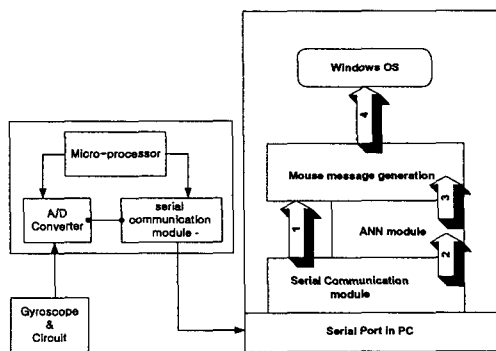 Windows OS
4
Micro-processor
Mouse message generation
A/D
Converter
serial
communication
module -
1
3
ANN module
2
Serial Communication
module
Gyroscope
&
Circuit
Serial Port in PC